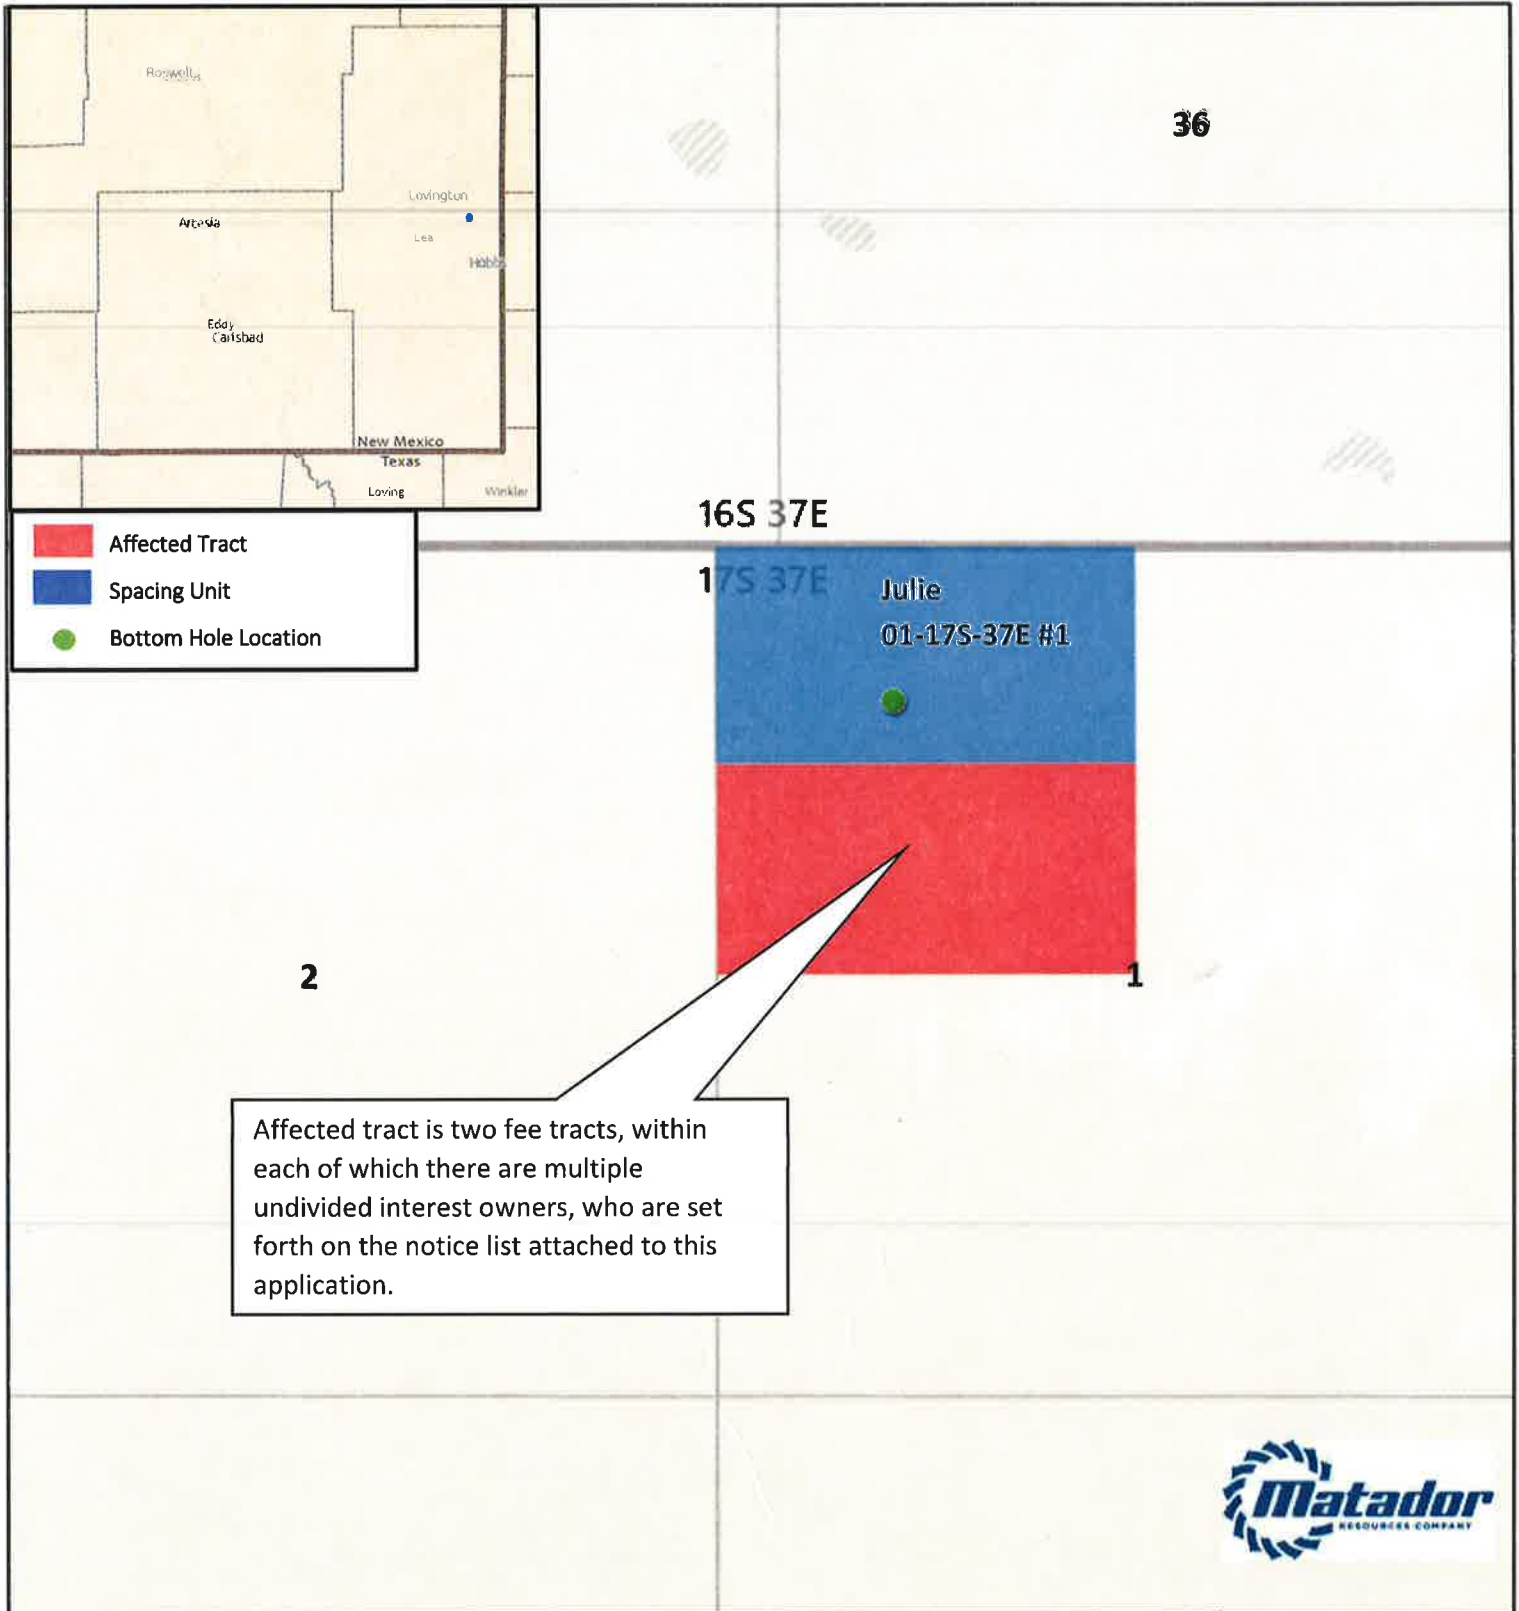 Roswell
Lovington
Artesia
Lea
Hobbs
Eddy
Carlsbad
New Mexico
Texas
Loving
Winkler
36
Affected Tract
Spacing Unit
Bottom Hole Location
16S 37E
17S 37E
Julie
01-17S-37E #1
2
1
Affected tract is two fee tracts, within
each of which there are multiple
undivided interest owners, who are set
forth on the notice list attached to this
application.
Matador
RESOURCES COMPANY